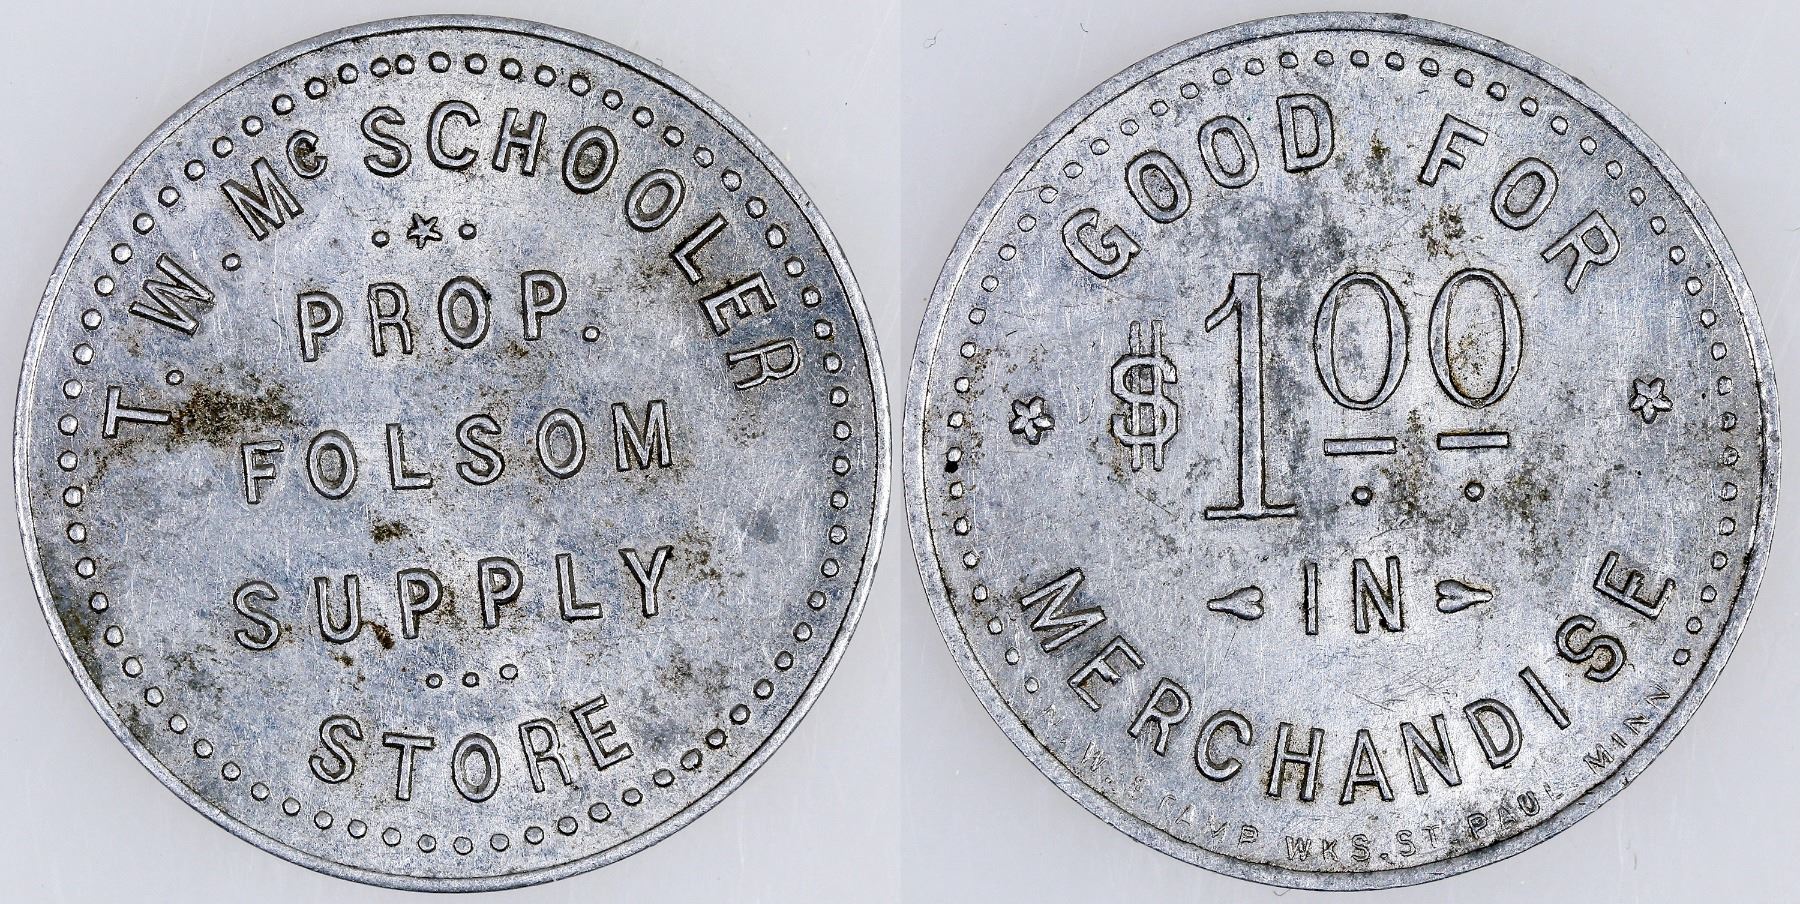 T. W. Mc SCHOOLER
PROP.
FOLSOM
SUPPLY
STORE
GOOD FOR
$1.00
IN
MERCHANDISE
N. W. STAMP WKS. ST. PAUL MINN